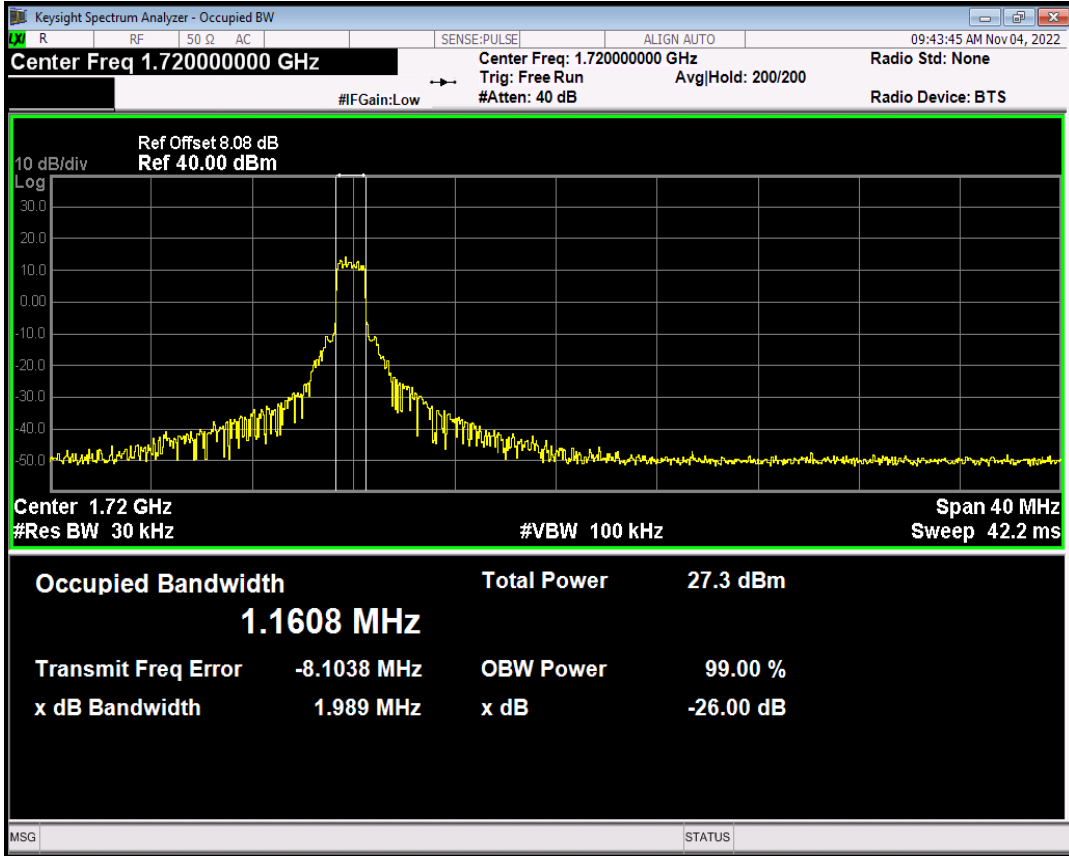 Keysight Spectrum Analyzer - Occupied BW
LXI R RF 50 Ω AC SENSE:PULSE ALIGN AUTO 09:43:45 AM Nov 04, 2022
Center Freq 1.720000000 GHz
Center Freq: 1.720000000 GHz
Radio Std: None
Trig: Free Run Avg|Hold: 200/200
#IFGain:Low
#Atten: 40 dB
Radio Device: BTS
Ref Offset 8.08 dB
10 dB/div Ref 40.00 dBm
Log
30.0
20.0
10.0
0.00
-10.0
-20.0
-30.0
-40.0
-50.0
Center 1.72 GHz Span 40 MHz
#Res BW 30 kHz #VBW 100 kHz Sweep 42.2 ms
Occupied Bandwidth Total Power 27.3 dBm
1.1608 MHz
Transmit Freq Error -8.1038 MHz OBW Power 99.00 %
x dB Bandwidth 1.989 MHz x dB -26.00 dB
MSG STATUS